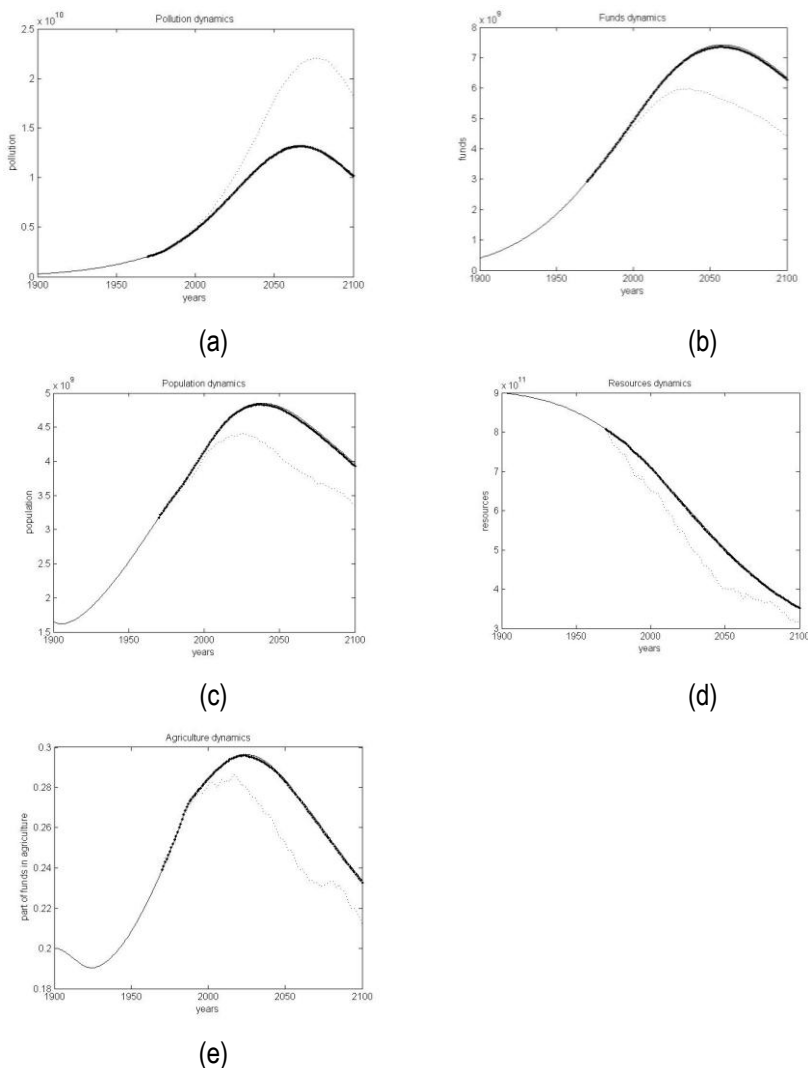 Pollution dynamics
x 10^10
2.5
2
1.5
1
0.5
0
pollution
1900 1950 2000 2050 2100
years
(a)
Funds dynamics
x 10^9
8
7
6
5
4
3
2
1
0
funds
1900 1950 2000 2050 2100
years
(b)
Population dynamics
x 10^9
5
4.5
4
3.5
3
2.5
2
1.5
population
1900 1950 2000 2050 2100
years
(c)
Resources dynamics
x 10^11
9
8
7
6
5
4
3
resources
1900 1950 2000 2050 2100
years
(d)
Agriculture dynamics
0.3
0.28
0.26
0.24
0.22
0.2
0.18
part of funds in agriculture
1900 1950 2000 2050 2100
years
(e)